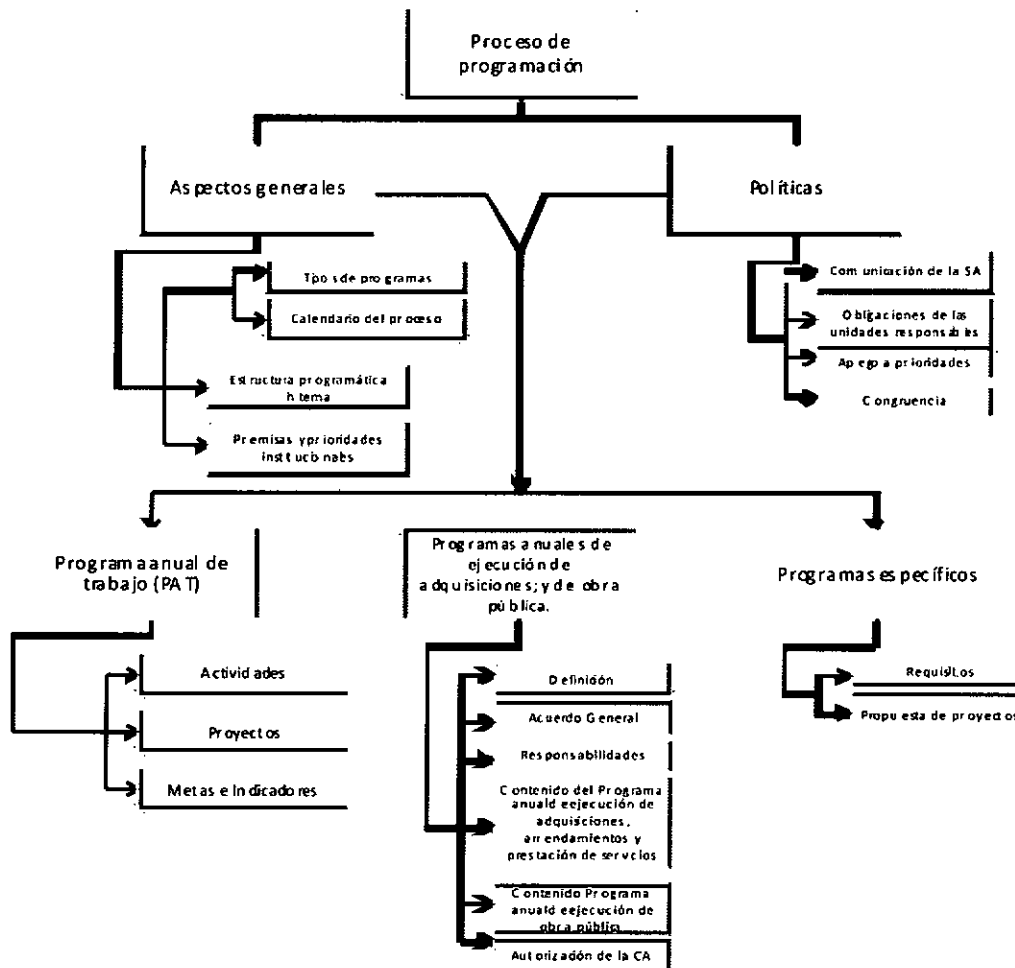 Proceso de
programación
Aspectos generales
Políticas
Tipos de programas
Calendario del proceso
Estructura programática
Interna
Premisas y prioridades
institucionales
Comunicación de la SA
Obligaciones de las
unidades responsables
Apego a prioridades
Congruencia
Programa anual de
trabajo (PAT)
Actividades
Proyectos
Metas e Indicadores
Programas anuales de
ejecución de
adquisiciones; y de obra
pública.
Definición
Acuerdo General
Responsabilidades
Contenido del Programa
anual de ejecución de
adquisiciones,
arrendamientos y
prestación de servicios
Contenido Programa
anual de ejecución de
obra pública
Autorización de la CA
Programas específicos
Requisitos
Propuesta de proyectos